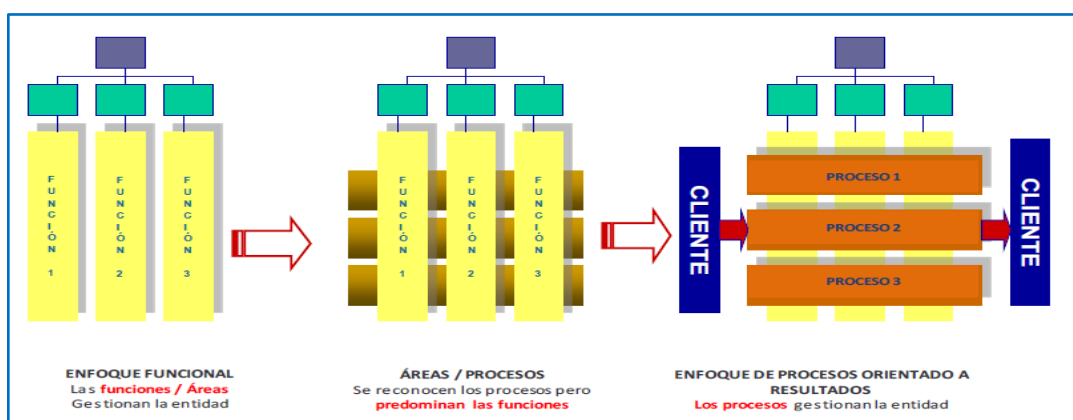 FUNCIÓN 1
FUNCIÓN 2
FUNCIÓN 3
FUNCIÓN 1
FUNCIÓN 2
FUNCIÓN 3
CLIENTE
PROCESO 1
PROCESO 2
PROCESO 3
CLIENTE
ENFOQUE FUNCIONAL
Las funciones / Áreas
Gestionan la entidad
ÁREAS / PROCESOS
Se reconocen los procesos pero
predominan las funciones
ENFOQUE DE PROCESOS ORIENTADO A
RESULTADOS
Los procesos gestionan la entidad